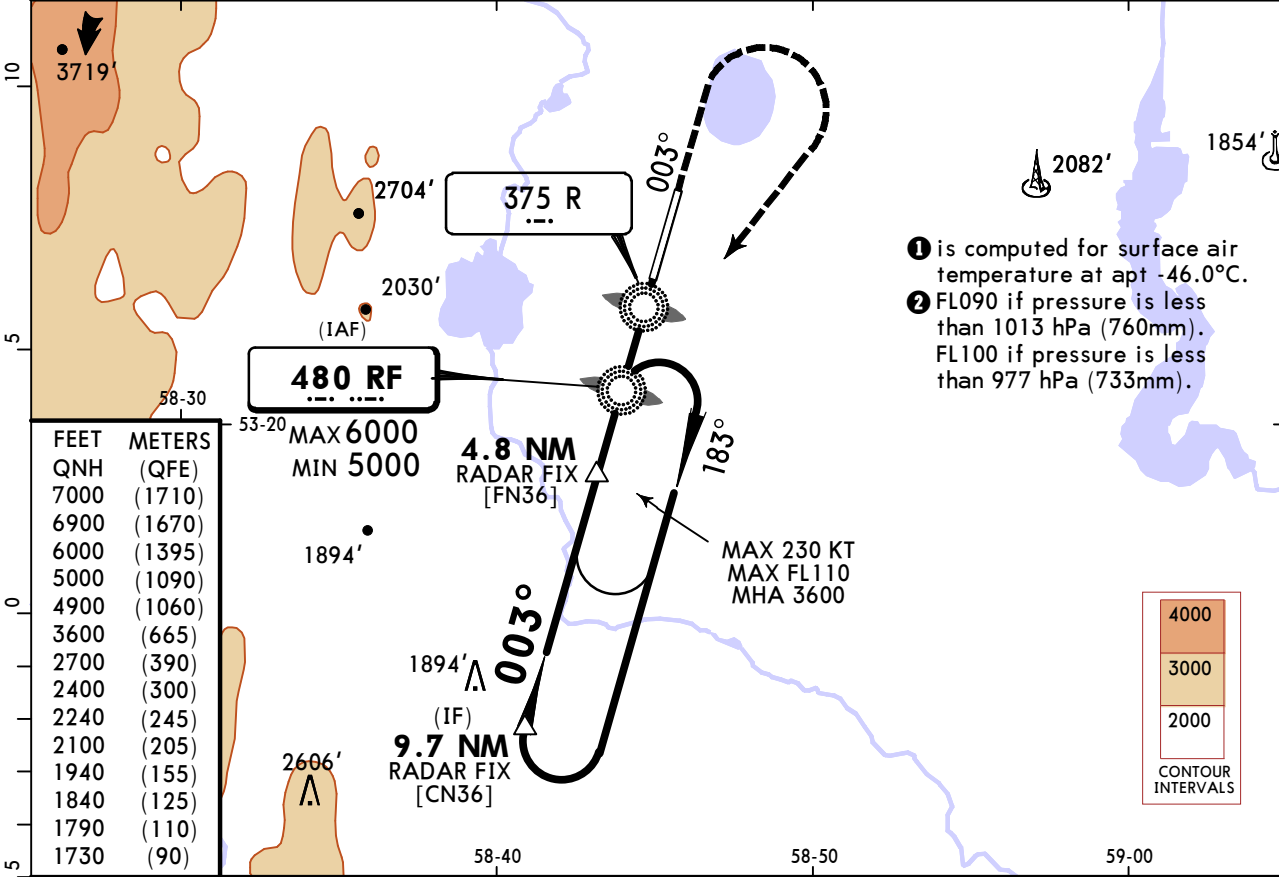 10
5
0
5
3719'
2704'
2030'
(IAF)
375 R
003°
2082'
1854'
1 is computed for surface air
temperature at apt -46.0°C.
2 FL090 if pressure is less
than 1013 hPa (760mm).
FL100 if pressure is less
than 977 hPa (733mm).
480 RF
58-30
53-20
MAX 6000
MIN 5000
4.8 NM
RADAR FIX
[FN36]
183°
1894'
MAX 230 KT
MAX FL110
MHA 3600
003°
1894'
(IF)
9.7 NM
RADAR FIX
[CN36]
2606'
FEET METERS
QNH (QFE)
7000 (1710)
6900 (1670)
6000 (1395)
5000 (1090)
4900 (1060)
3600 (665)
2700 (390)
2400 (300)
2240 (245)
2100 (205)
1940 (155)
1840 (125)
1790 (110)
1730 (90)
4000
3000
2000
CONTOUR
INTERVALS
58-40
58-50
59-00